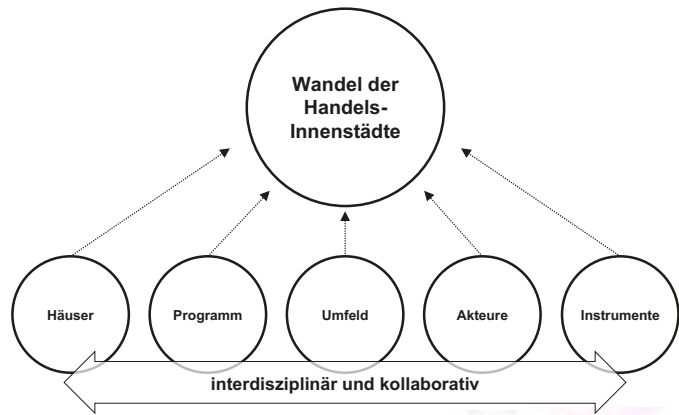 Wandel der
Handels-
Innenstädte
Häuser
Programm
Umfeld
Akteure
Instrumente
interdisziplinär und kollaborativ